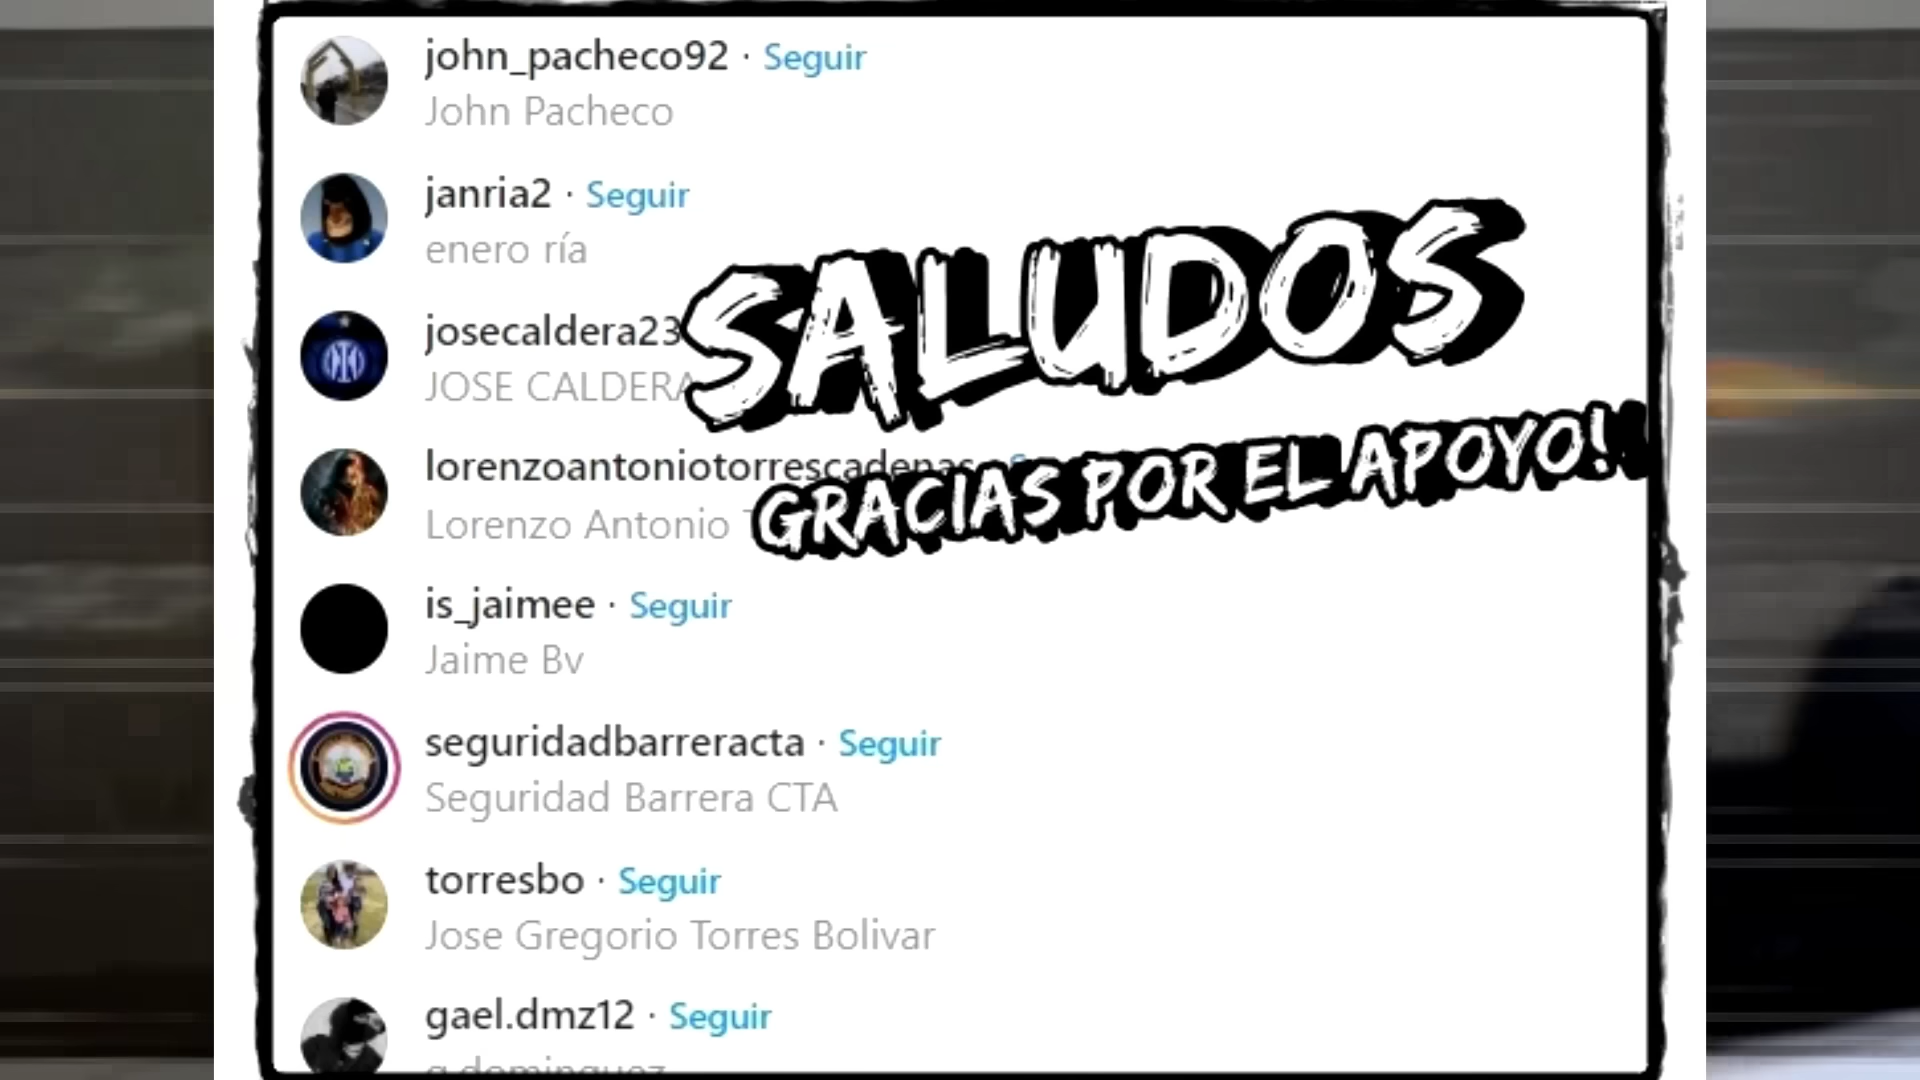 john_pacheco92 · Seguir
John Pacheco
janria2 · Seguir
enero ría
josecaldera23
JOSE CALDERA
SALUDOS
lorenzoantoniotorrescadenas
Lorenzo Antonio
GRACIAS POR EL APOYO!
is_jaimee · Seguir
Jaime Bv
seguridadbarreracta · Seguir
Seguridad Barrera CTA
torresbo · Seguir
Jose Gregorio Torres Bolivar
gael.dmz12 · Seguir
g.dominguez